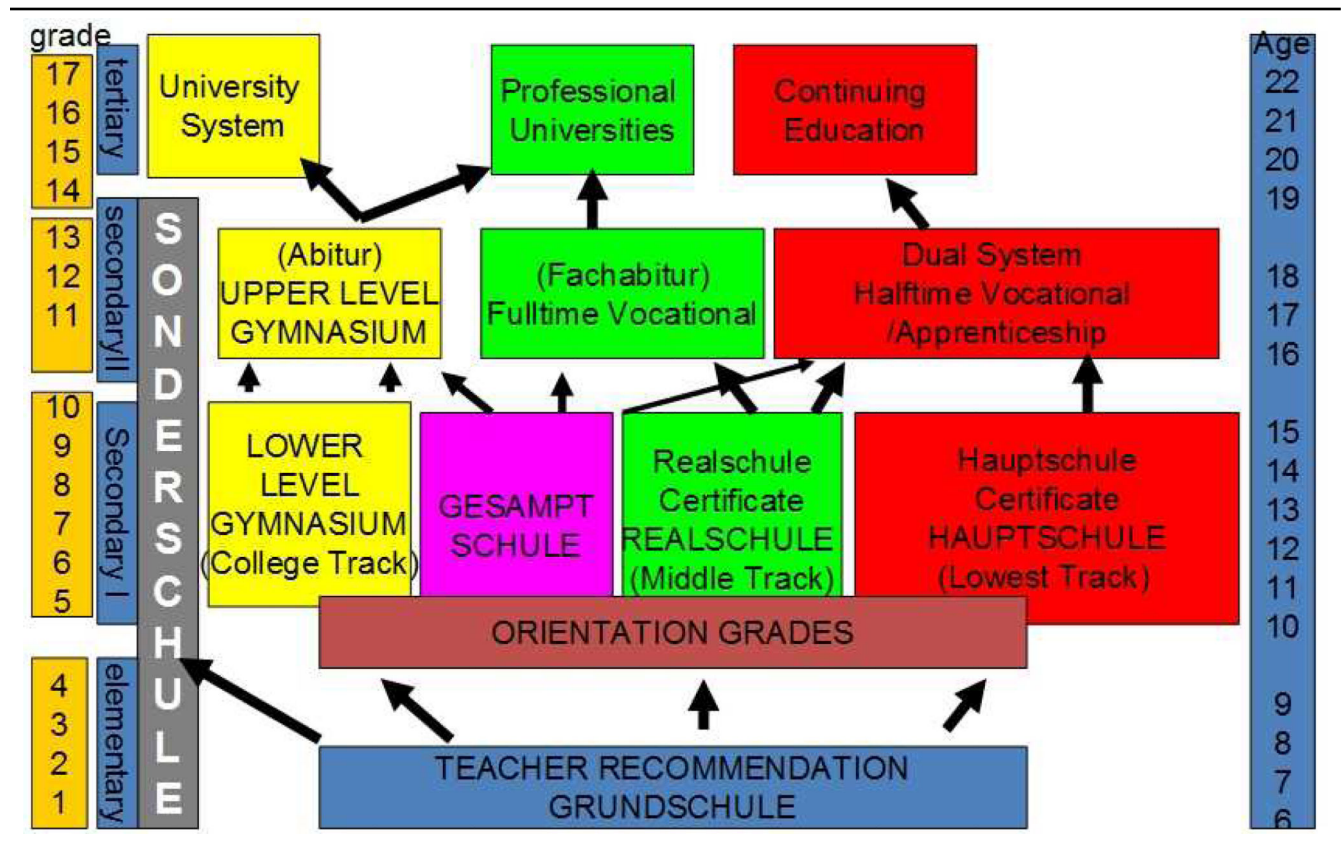 grade
17
16
15
14
13
12
11
10
9
8
7
6
5
4
3
2
1
tertiary
secondaryII
Secondary I
elementary
SONDERSCHULE
University
System
Professional
Universities
Continuing
Education
(Abitur)
UPPER LEVEL
GYMNASIUM
(Fachabitur)
Fulltime Vocational
Dual System
Halftime Vocational
/Apprenticeship
LOWER
LEVEL
GYMNASIUM
(College Track)
GESAMPT
SCHULE
Realschule
Certificate
REALSCHULE
(Middle Track)
Hauptschule
Certificate
HAUPTSCHULE
(Lowest Track)
ORIENTATION GRADES
TEACHER RECOMMENDATION
GRUNDSCHULE
Age
22
21
20
19
18
17
16
15
14
13
12
11
10
9
8
7
6